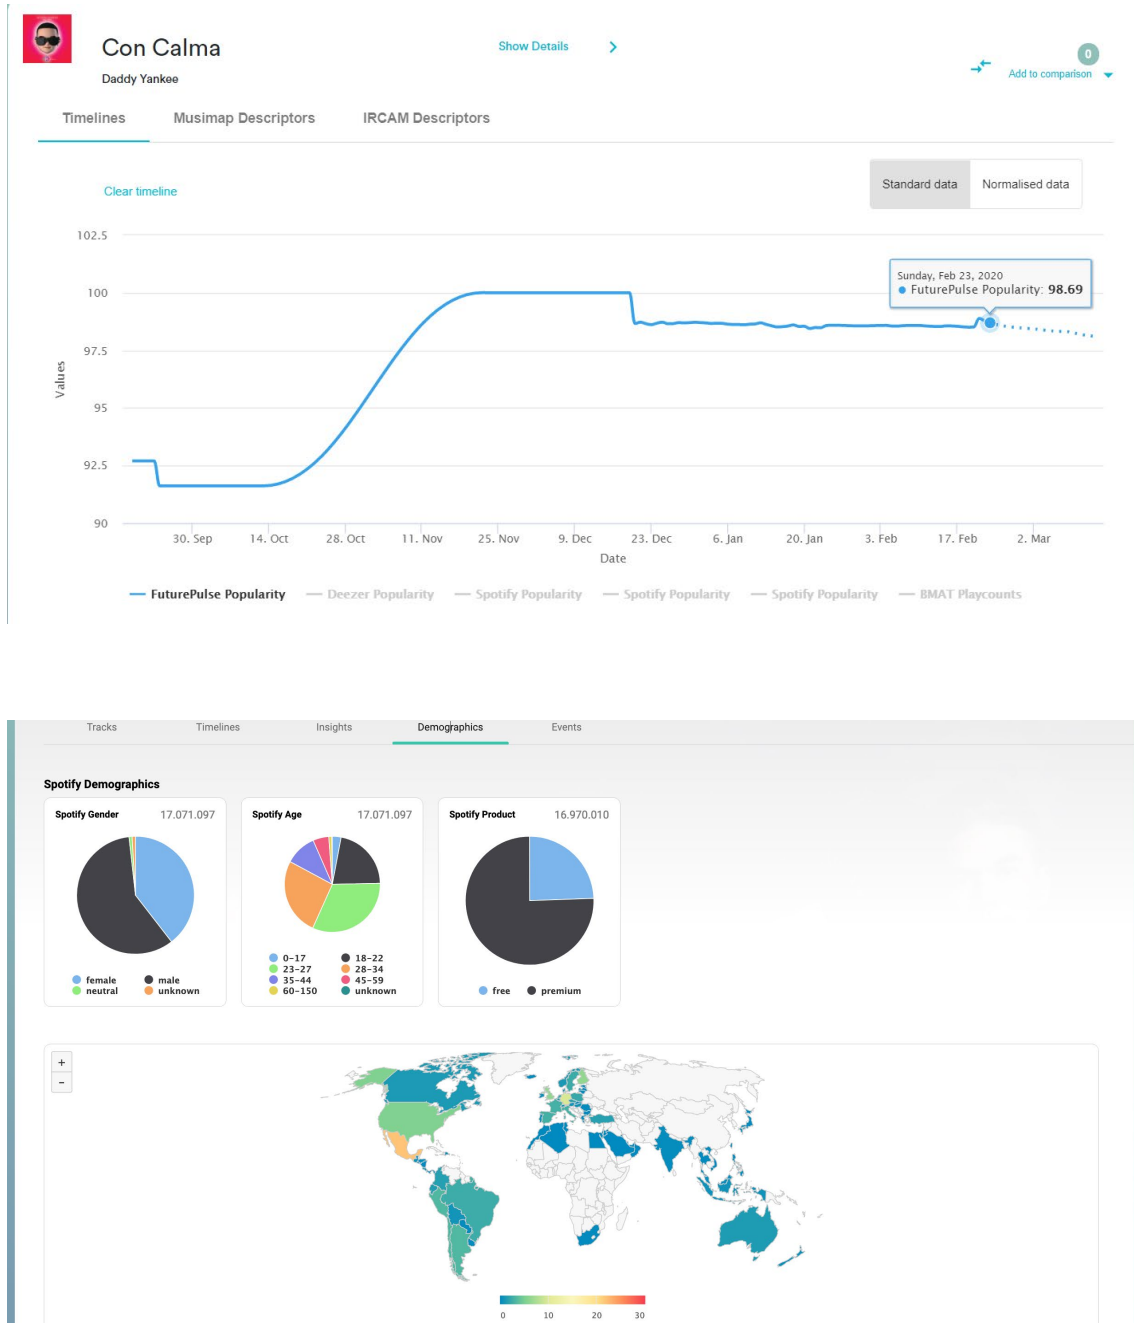 Con Calma
Show Details
0
Daddy Yankee
Add to comparison
Timelines Musimap Descriptors IRCAM Descriptors
Clear timeline
Standard data Normalised data
102.5
100
97.5
95
92.5
90
Values
Sunday, Feb 23, 2020
FuturePulse Popularity: 98.69
30. Sep 14. Oct 28. Oct 11. Nov 25. Nov 9. Dec 23. Dec 6. Jan 20. Jan 3. Feb 17. Feb 2. Mar
Date
FuturePulse Popularity Deezer Popularity Spotify Popularity Spotify Popularity Spotify Popularity BMAT Playcounts
Tracks Timelines Insights Demographics Events
Spotify Demographics
Spotify Gender 17.071.097
female male
neutral unknown
Spotify Age 17.071.097
0-17 18-22
23-27 28-34
35-44 45-59
60-150 unknown
Spotify Product 16.970.010
free premium
+
-
0 10 20 30